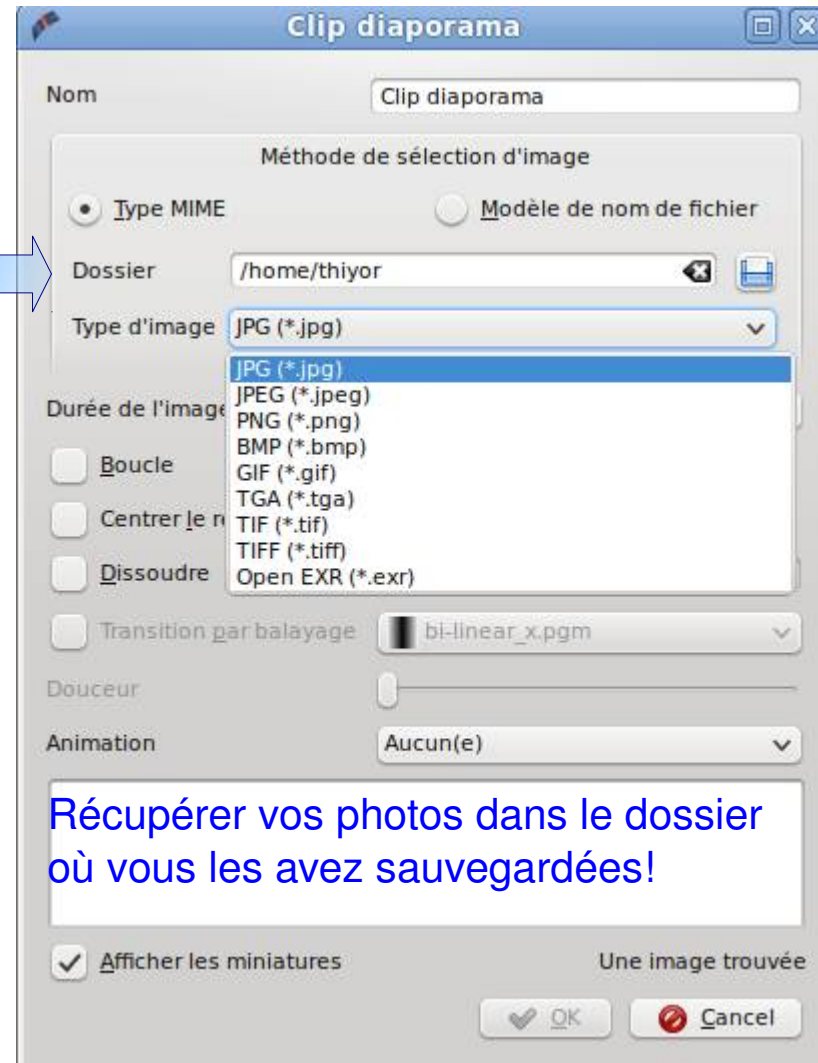 Clip diaporama
Nom Clip diaporama
Méthode de sélection d'image
Type MIME Modèle de nom de fichier
Dossier /home/thiyor
Type d'image JPG (*.jpg)
JPG (*.jpg)
JPEG (*.jpeg)
Durée de l'image
PNG (*.png)
BMP (*.bmp)
Boucle GIF (*.gif)
TGA (*.tga)
Centrer le TIF (*.tif)
TIFF (*.tiff)
Dissoudre Open EXR (*.exr)
Transition par balayage bi-linear_x.pgm
Douceur
Animation Aucun(e)
Récupérer vos photos dans le dossier
où vous les avez sauvegardées!
Afficher les miniatures Une image trouvée
OK Cancel